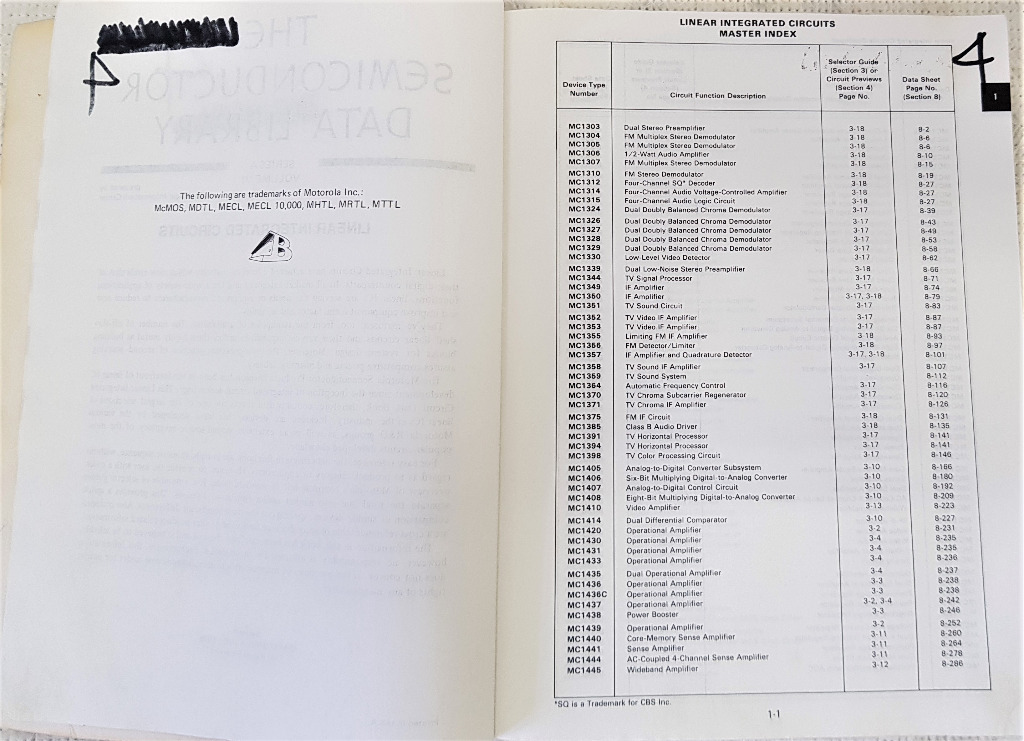 The following are trademarks of Motorola Inc.:
McMOS, MDTL, MECL, MECL 10,000, MHTL, MRTL, MTTL
LINEAR INTEGRATED CIRCUITS
MASTER INDEX
4
1
Device Type Number | Circuit Function Description | Selector Guide (Section 3) or Circuit Previews (Section 4) Page No. | Data Sheet Page No. (Section 8)
MC1303 Dual Stereo Preamplifier 3-18 8-2
MC1304 FM Multiplex Stereo Demodulator 3-18 8-6
MC1305 FM Multiplex Stereo Demodulator 3-18 8-6
MC1306 1/2-Watt Audio Amplifier 3-18 8-10
MC1307 FM Multiplex Stereo Demodulator 3-18 8-15
MC1310 FM Stereo Demodulator 3-18 8-19
MC1312 Four-Channel SQ* Decoder 3-18 8-27
MC1314 Four-Channel Audio Voltage-Controlled Amplifier 3-18 8-27
MC1315 Four-Channel Audio Logic Circuit 3-18 8-27
MC1324 Dual Doubly Balanced Chroma Demodulator 3-17 8-39
MC1326 Dual Doubly Balanced Chroma Demodulator 3-17 8-43
MC1327 Dual Doubly Balanced Chroma Demodulator 3-17 8-49
MC1328 Dual Doubly Balanced Chroma Demodulator 3-17 8-53
MC1329 Dual Doubly Balanced Chroma Demodulator 3-17 8-58
MC1330 Low-Level Video Detector 3-17 8-62
MC1339 Dual Low-Noise Stereo Preamplifier 3-18 8-66
MC1344 TV Signal Processor 3-17 8-71
MC1349 IF Amplifier 3-17 8-74
MC1350 IF Amplifier 3-17, 3-18 8-79
MC1351 TV Sound Circuit 3-17 8-83
MC1352 TV Video IF Amplifier 3-17 8-87
MC1353 TV Video IF Amplifier 3-17 8-87
MC1355 Limiting FM IF Amplifier 3-18 8-93
MC1356 FM Detector/Limiter 3-18 8-97
MC1357 IF Amplifier and Quadrature Detector 3-17, 3-18 8-101
MC1358 TV Sound IF Amplifier 3-17 8-107
MC1359 TV Sound System 8-112
MC1364 Automatic Frequency Control 3-17 8-116
MC1370 TV Chroma Subcarrier Regenerator 3-17 8-120
MC1371 TV Chroma IF Amplifier 3-17 8-126
MC1375 FM IF Circuit 3-18 8-131
MC1385 Class B Audio Driver 3-18 8-135
MC1391 TV Horizontal Processor 3-17 8-141
MC1394 TV Horizontal Processor 3-17 8-141
MC1398 TV Color Processing Circuit 3-17 8-146
MC1405 Analog-to-Digital Converter Subsystem 3-10 8-166
MC1406 Six-Bit Multiplying Digital-to-Analog Converter 3-10 8-180
MC1407 Analog-to-Digital Control Circuit 3-10 8-192
MC1408 Eight-Bit Multiplying Digital-to-Analog Converter 3-10 8-209
MC1410 Video Amplifier 3-13 8-223
MC1414 Dual Differential Comparator 3-10 8-227
MC1420 Operational Amplifier 3-2 8-231
MC1430 Operational Amplifier 3-4 8-235
MC1431 Operational Amplifier 3-4 8-235
MC1433 Operational Amplifier 3-4 8-236
MC1435 Dual Operational Amplifier 3-4 8-237
MC1436 Operational Amplifier 3-3 8-238
MC1436C Operational Amplifier 3-3 8-238
MC1437 Operational Amplifier 3-2, 3-4 8-242
MC1438 Power Booster 3-3 8-246
MC1439 Operational Amplifier 3-2 8-252
MC1440 Core-Memory Sense Amplifier 3-11 8-260
MC1441 Sense Amplifier 3-11 8-264
MC1444 AC-Coupled 4-Channel Sense Amplifier 3-11 8-278
MC1445 Wideband Amplifier 3-12 8-286
*SQ is a Trademark for CBS Inc.
1-1